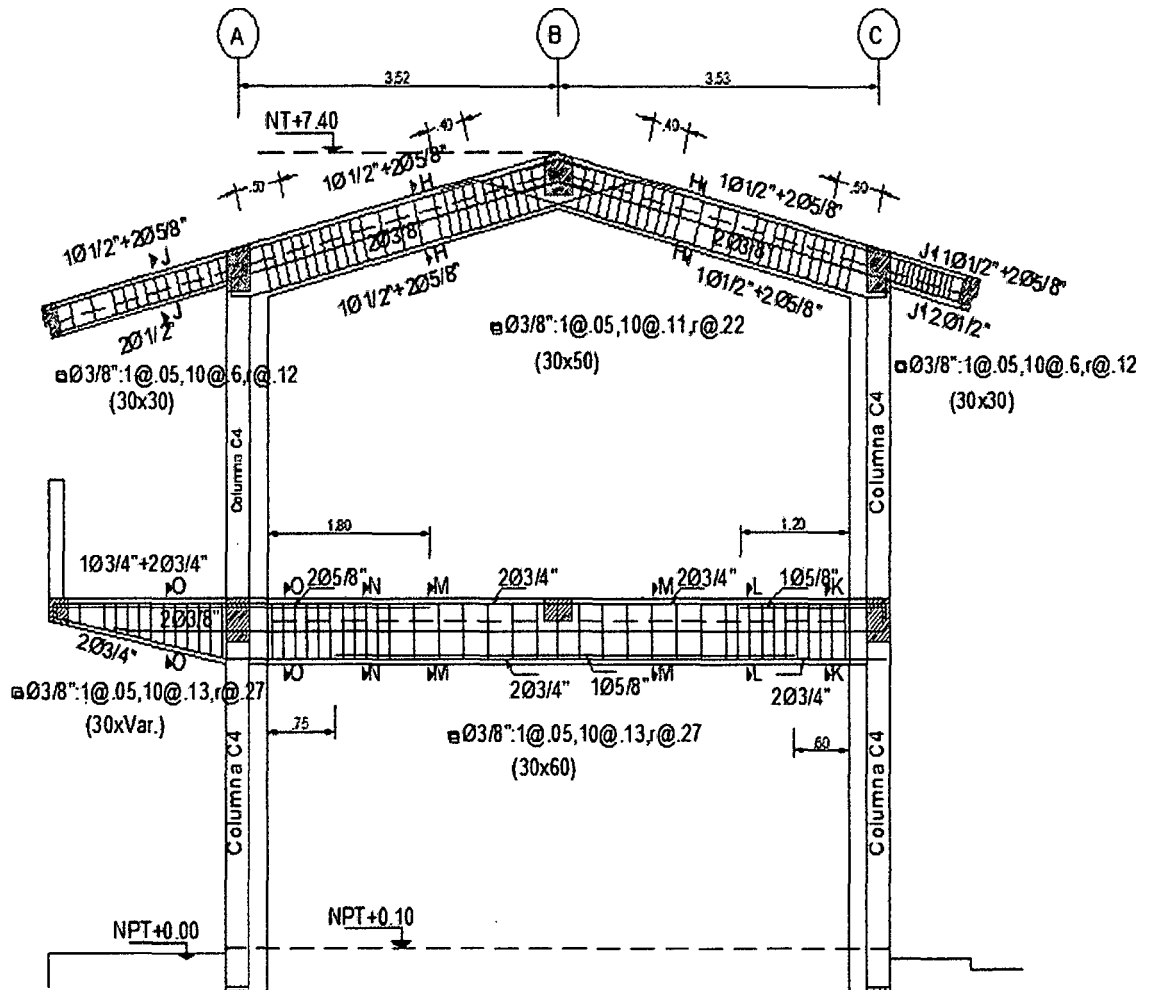 A B C
3.52 3.53
NT+7.40
.40 .40
.50 .50
1Ø1/2"+2Ø5/8" H H 1Ø1/2"+2Ø5/8"
1Ø1/2"+2Ø5/8" J J 1Ø1/2"+2Ø5/8"
2Ø3/8" 2Ø3/8"
H H
1Ø1/2"+2Ø5/8" 1Ø1/2"+2Ø5/8"
2Ø1/2" J J 2Ø1/2"
Ø3/8":1@.05,10@.6,r@.12
(30x30)
Ø3/8":1@.05,10@.11,r@.22
(30x50)
Ø3/8":1@.05,10@.6,r@.12
(30x30)
Columna C4 Columna C4
1.80 1.20
1Ø3/4"+2Ø3/4"
O O 2Ø5/8" N M 2Ø3/4" M 2Ø3/4" L 1Ø5/8" K
2Ø3/8"
2Ø3/4" O O N M 2Ø3/4" 1Ø5/8" M L 2Ø3/4" K
Ø3/8":1@.05,10@.13,r@.27
(30xVar.)
.75
Ø3/8":1@.05,10@.13,r@.27
(30x60)
.60
Columna C4 Columna C4
NPT+0.00 NPT+0.10